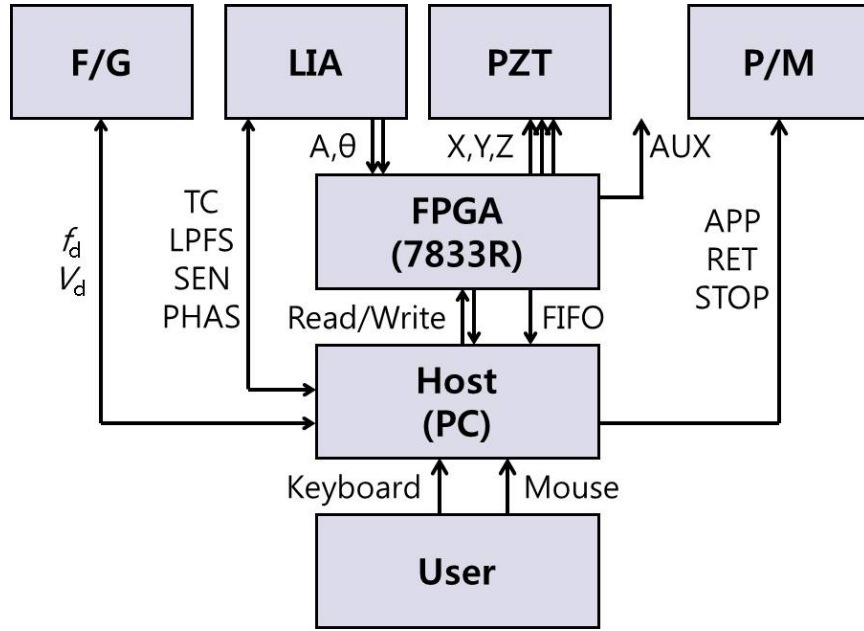 F/G
LIA
PZT
P/M
A,θ
X,Y,Z
AUX
FPGA
(7833R)
TC
LPFS
SEN
PHAS
fd
Vd
APP
RET
STOP
Read/Write
FIFO
Host
(PC)
Keyboard
Mouse
User